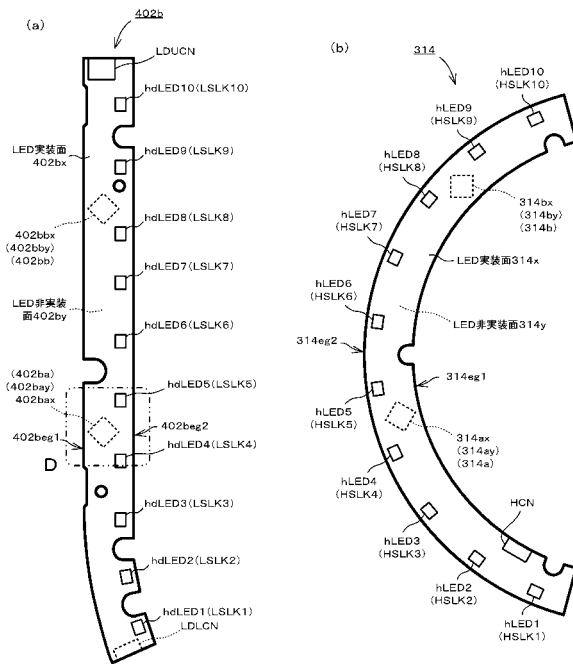 (a)
402b
LDUCN
hdLED10(LSLK10)
LED実装面
402bx
hdLED9(LSLK9)
402bbx
(402bby)
(402bb)
hdLED8(LSLK8)
hdLED7(LSLK7)
LED非実装
面402by
hdLED6(LSLK6)
(402ba)
(402bay)
402bax
hdLED5(LSLK5)
402beg1
402beg2
D
hdLED4(LSLK4)
hdLED3(LSLK3)
hdLED2(LSLK2)
hdLED1(LSLK1)
LDLCN
(b)
314
hLED10
(HSLK10)
hLED9
(HSLK9)
hLED8
(HSLK8)
314bx
(314by)
(314b)
hLED7
(HSLK7)
LED実装面314x
hLED6
(HSLK6)
LED非実装面314y
314eg2
314eg1
hLED5
(HSLK5)
314ax
(314ay)
(314a)
hLED4
(HSLK4)
HCN
hLED3
(HSLK3)
hLED2
(HSLK2)
hLED1
(HSLK1)